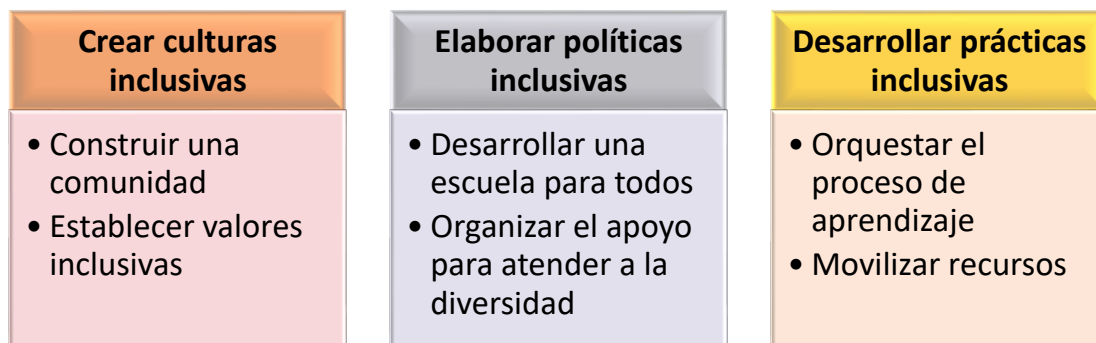 Crear culturas
inclusivas
• Construir una
comunidad
• Establecer valores
inclusivas
Elaborar políticas
inclusivas
• Desarrollar una
escuela para todos
• Organizar el apoyo
para atender a la
diversidad
Desarrollar prácticas
inclusivas
• Orquestar el
proceso de
aprendizaje
• Movilizar recursos